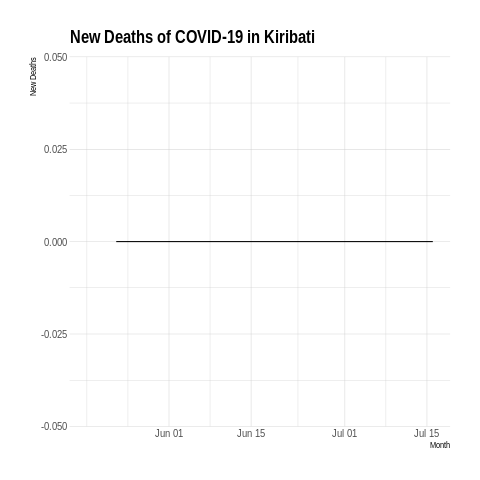 New Deaths of COVID-19 in Kiribati
New Deaths
0.050
0.025
0.000
-0.025
-0.050
Jun 01 Jun 15 Jul 01 Jul 15
Month